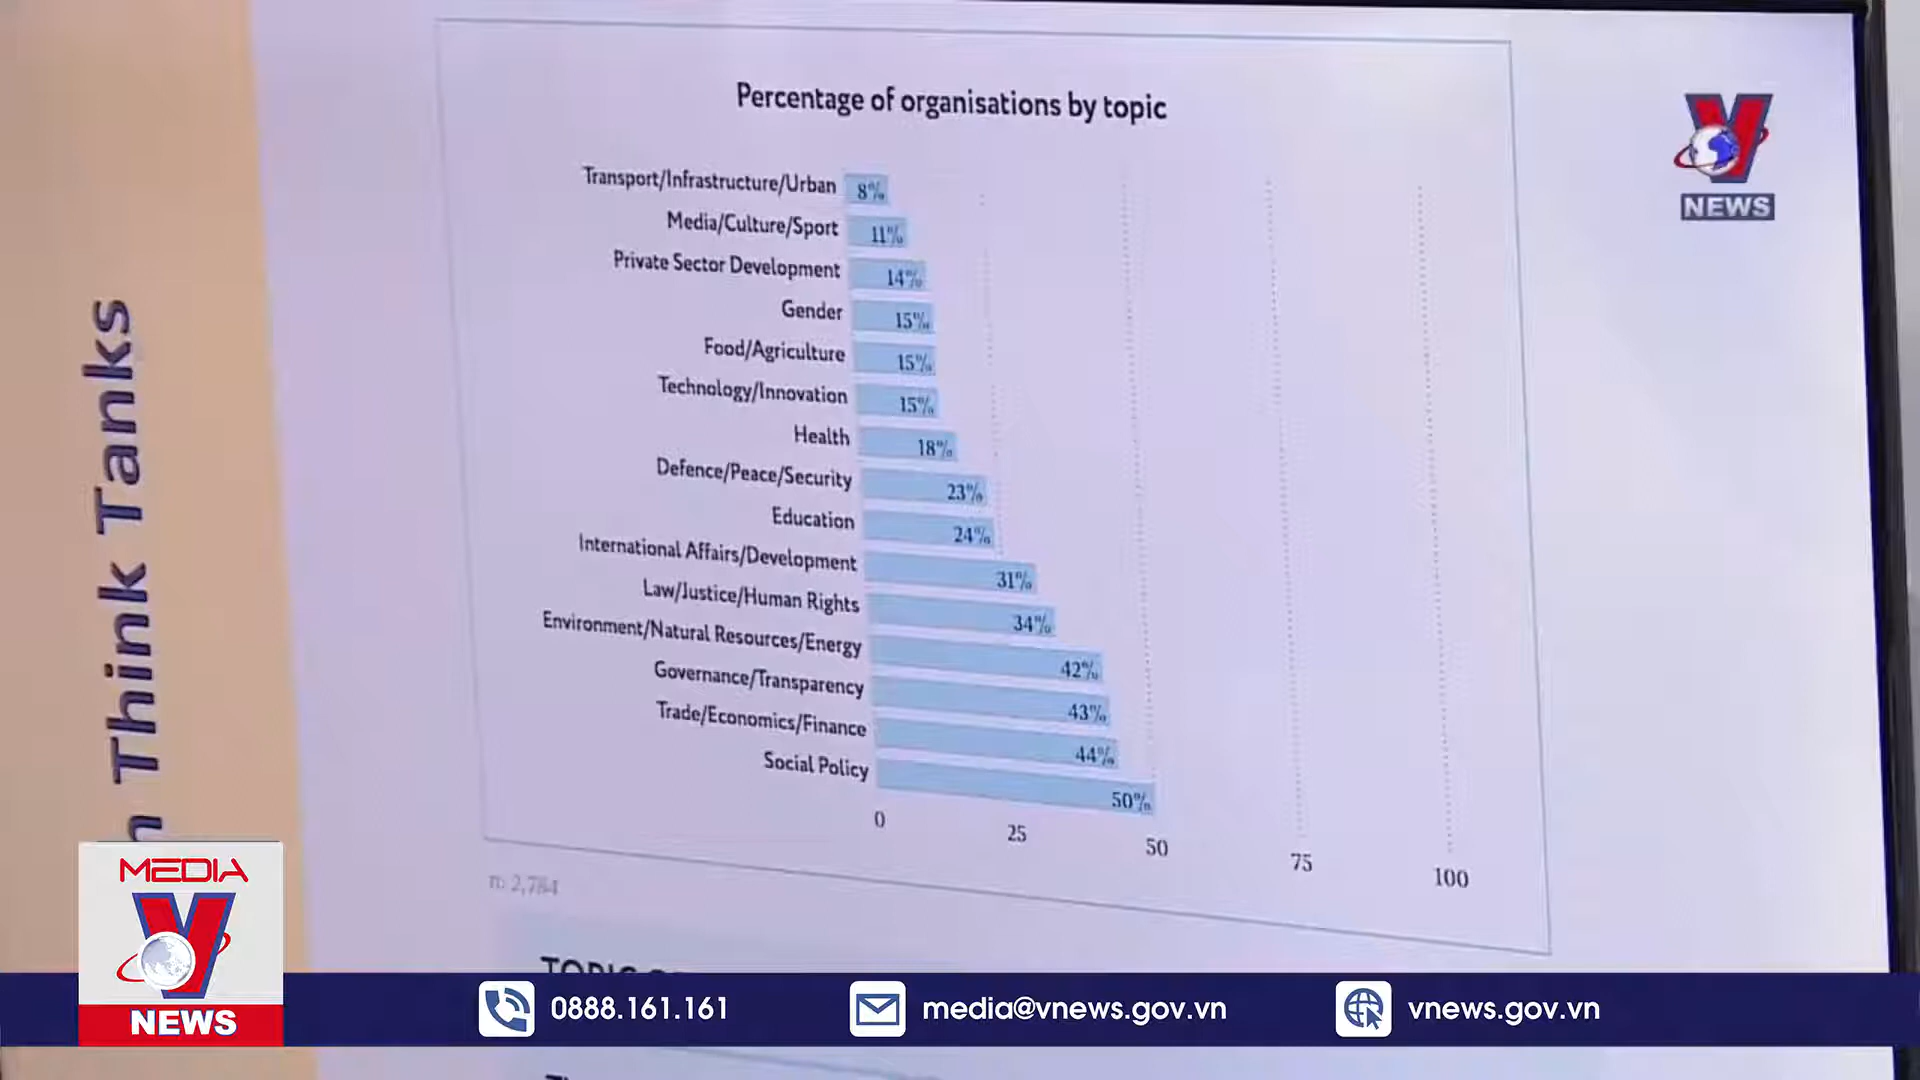 Percentage of organisations by topic
Transport/Infrastructure/Urban 8%
Media/Culture/Sport 11%
Private Sector Development 14%
Gender 15%
Food/Agriculture 15%
Technology/Innovation 15%
Health 18%
Defence/Peace/Security 23%
Education 24%
International Affairs/Development 31%
Law/Justice/Human Rights 34%
Environment/Natural Resources/Energy 42%
Governance/Transparency 43%
Trade/Economics/Finance 44%
Social Policy 50%
0 25 50 75 100
n: 2,784
Think Tanks
V
NEWS
MEDIA
V
NEWS
0888.161.161
media@vnews.gov.vn
vnews.gov.vn